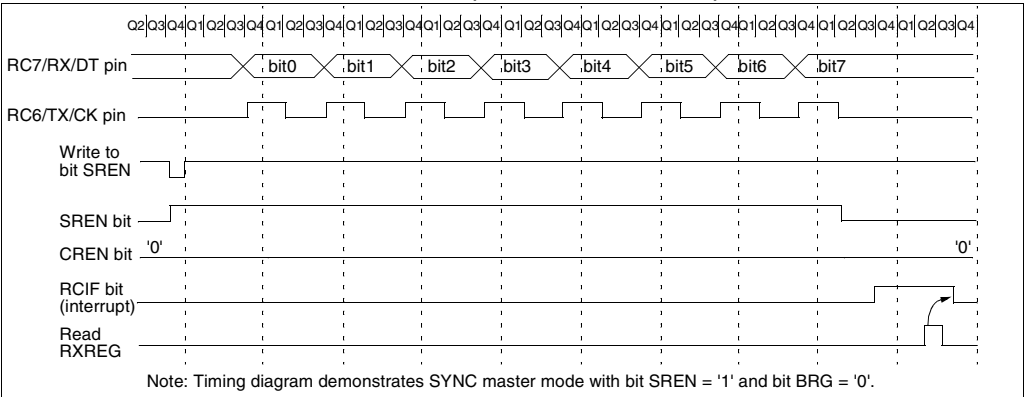 Q2 Q3 Q4 Q1 Q2 Q3 Q4 Q1 Q2 Q3 Q4 Q1 Q2 Q3 Q4 Q1 Q2 Q3 Q4 Q1 Q2 Q3 Q4 Q1 Q2 Q3 Q4 Q1 Q2 Q3 Q4 Q1 Q2 Q3 Q4 Q1 Q2 Q3 Q4 Q1 Q2 Q3 Q4
RC7/RX/DT pin bit0 bit1 bit2 bit3 bit4 bit5 bit6 bit7
RC6/TX/CK pin
Write to
bit SREN
SREN bit
CREN bit '0' '0'
RCIF bit
(interrupt)
Read
RXREG
Note: Timing diagram demonstrates SYNC master mode with bit SREN = '1' and bit BRG = '0'.